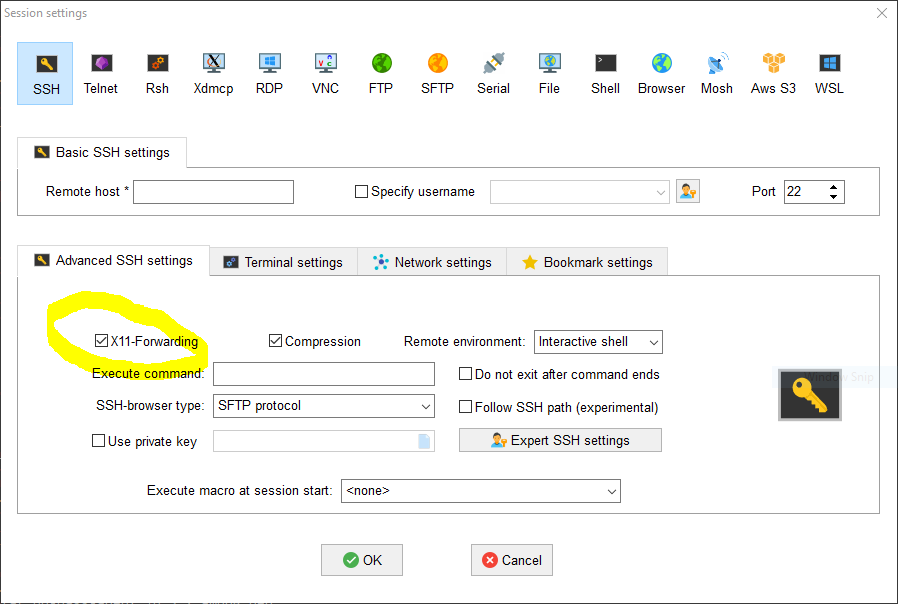 Session settings
SSH Telnet Rsh Xdmcp RDP VNC FTP SFTP Serial File Shell Browser Mosh Aws S3 WSL
Basic SSH settings
Remote host * Specify username Port 22
Advanced SSH settings Terminal settings Network settings Bookmark settings
X11-Forwarding Compression Remote environment: Interactive shell
Execute command: Do not exit after command ends
Window Snip
SSH-browser type: SFTP protocol Follow SSH path (experimental)
Use private key Expert SSH settings
Execute macro at session start: <none>
OK Cancel